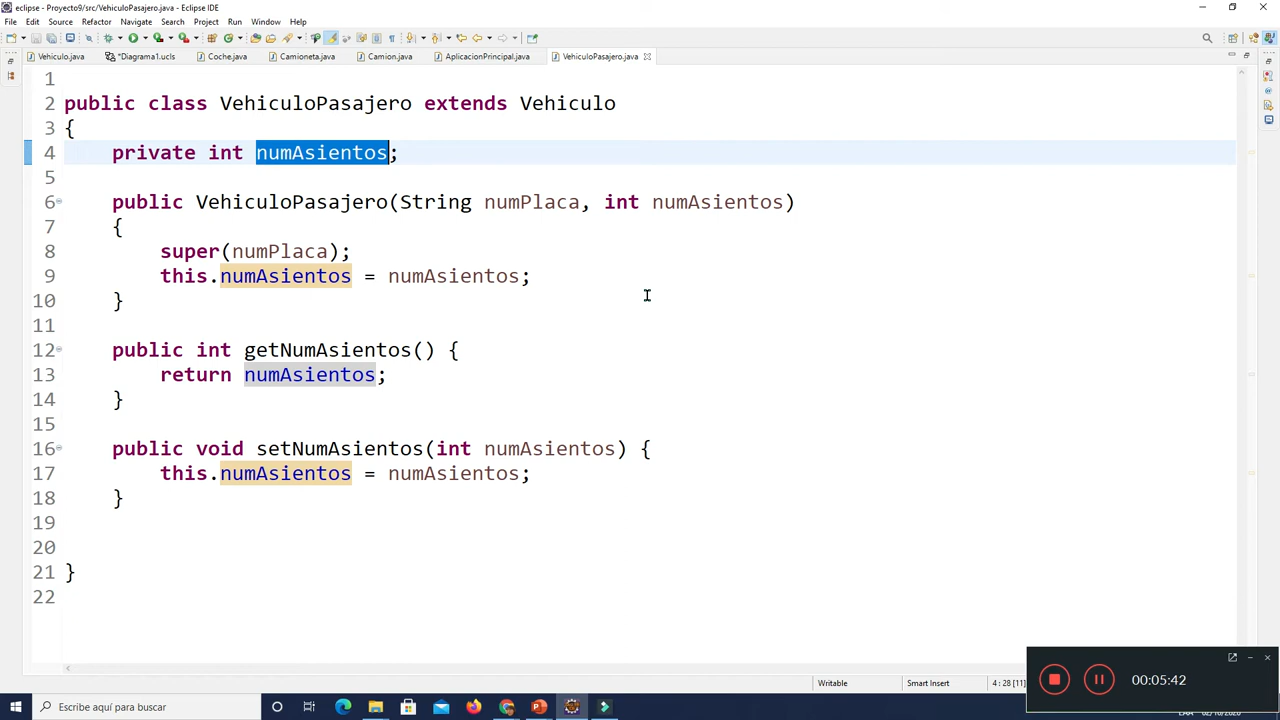 eclipse - Proyecto9/src/VehiculoPasajero.java - Eclipse IDE
File Edit Source Refactor Navigate Search Project Run Window Help
Vehiculo.java *Diagrama1.ucls Coche.java Camioneta.java Camion.java AplicacionPrincipal.java VehiculoPasajero.java
1
2 public class VehiculoPasajero extends Vehiculo
3 {
4 private int numAsientos;
5
6 public VehiculoPasajero(String numPlaca, int numAsientos)
7 {
8 super(numPlaca);
9 this.numAsientos = numAsientos;
10 }
11
12 public int getNumAsientos() {
13 return numAsientos;
14 }
15
16 public void setNumAsientos(int numAsientos) {
17 this.numAsientos = numAsientos;
18 }
19
20
21 }
22
Writable Smart Insert 4 : 28 [11]
00:05:42
Escribe aquí para buscar